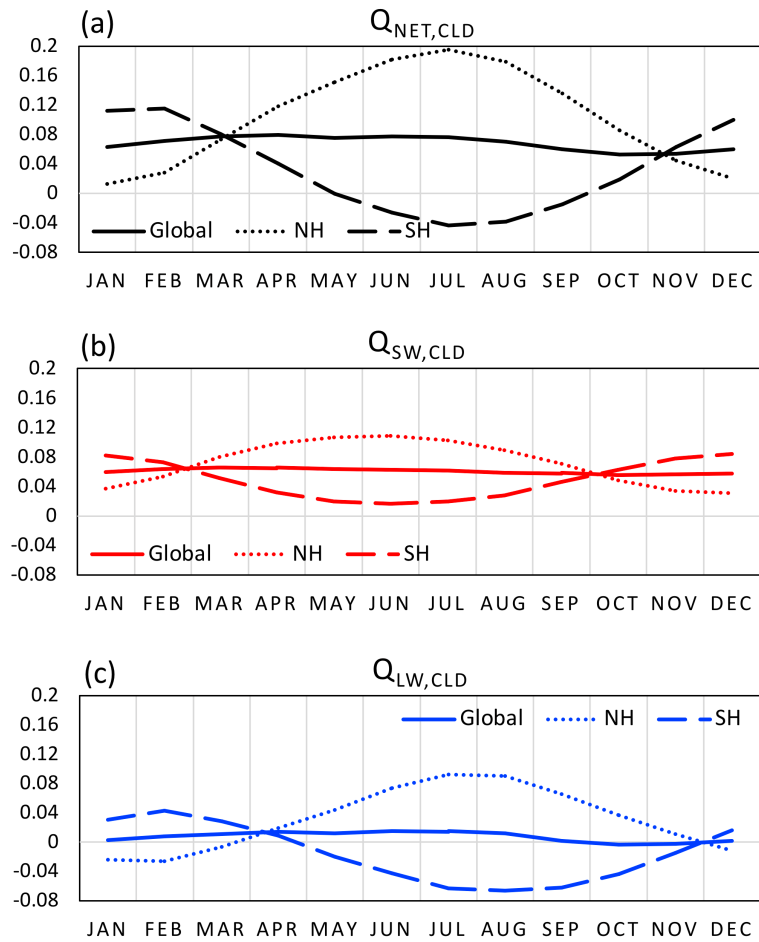 (a) Q_NET,CLD
0.2
0.16
0.12
0.08
0.04
0
-0.04
-0.08
Global NH SH
JAN FEB MAR APR MAY JUN JUL AUG SEP OCT NOV DEC
(b) Q_SW,CLD
0.2
0.16
0.12
0.08
0.04
0
-0.04
-0.08
Global NH SH
JAN FEB MAR APR MAY JUN JUL AUG SEP OCT NOV DEC
(c) Q_LW,CLD
0.2
Global NH SH
0.16
0.12
0.08
0.04
0
-0.04
-0.08
JAN FEB MAR APR MAY JUN JUL AUG SEP OCT NOV DEC